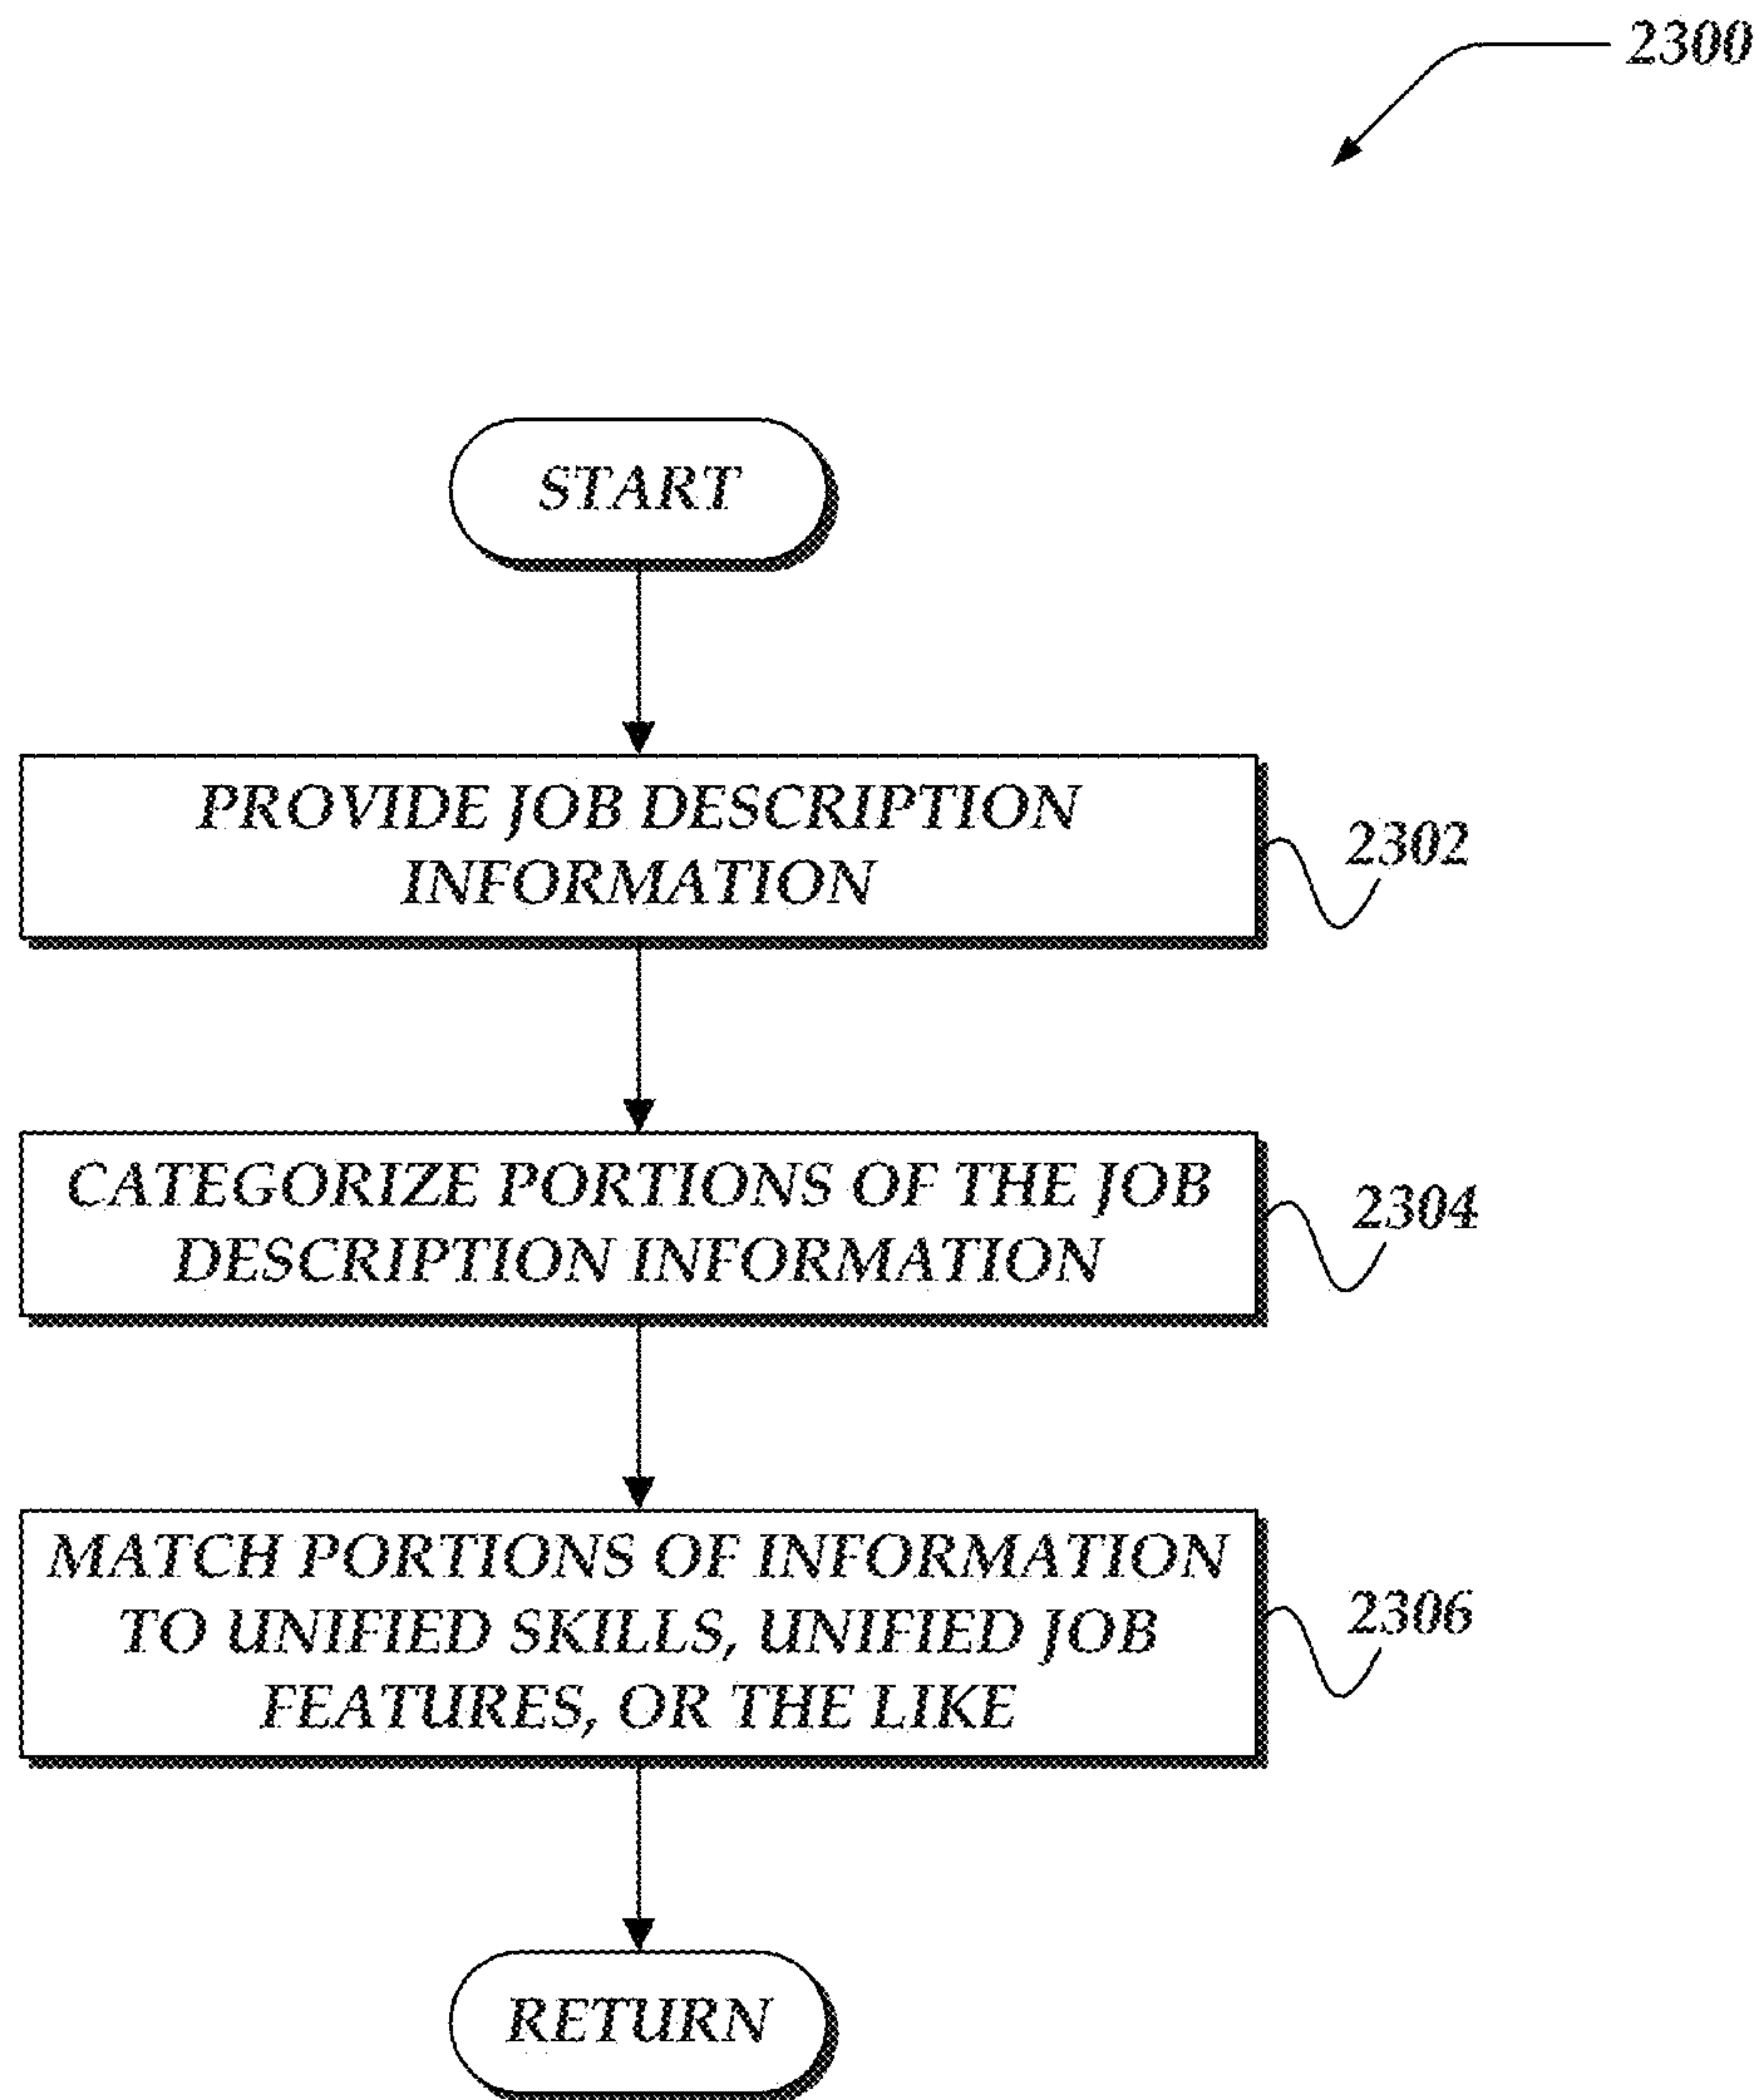 2300
START
PROVIDE JOB DESCRIPTION
INFORMATION
2302
CATEGORIZE PORTIONS OF THE JOB
DESCRIPTION INFORMATION
2304
MATCH PORTIONS OF INFORMATION
TO UNIFIED SKILLS, UNIFIED JOB
FEATURES, OR THE LIKE
2306
RETURN